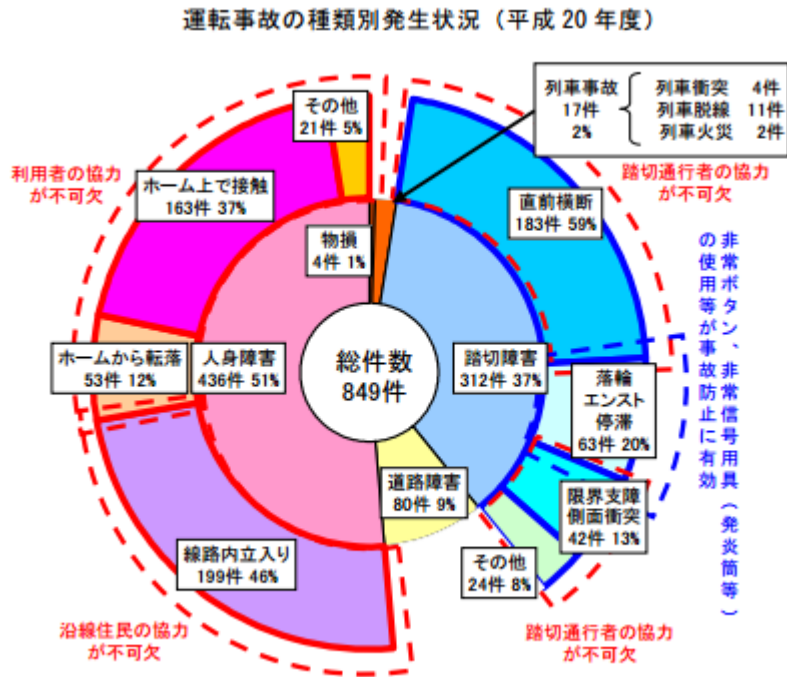 運転事故の種類別発生状況（平成 20 年度）
列車事故
17件
2%
列車衝突 4件
列車脱線 11件
列車火災 2件
その他
21件 5%
利用者の協力
が不可欠
踏切通行者の協力
が不可欠
ホーム上で接触
163件 37%
直前横断
183件 59%
物損
4件 1%
非常ボタン、非常信号用具（発炎筒等）
の使用等が事故防止に有効
ホームから転落
53件 12%
人身障害
436件 51%
総件数
849件
踏切障害
312件 37%
落輪
エンスト
停滞
63件 20%
道路障害
80件 9%
限界支障
側面衝突
42件 13%
線路内立入り
199件 46%
その他
24件 8%
沿線住民の協力
が不可欠
踏切通行者の協力
が不可欠